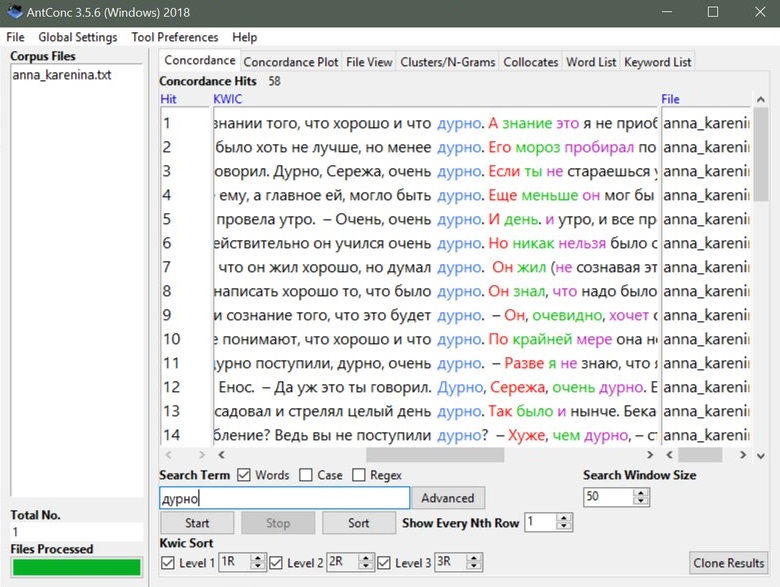 AntConc 3.5.6 (Windows) 2018
File Global Settings Tool Preferences Help
Corpus Files
anna_karenina.txt
Concordance Concordance Plot File View Clusters/N-Grams Collocates Word List Keyword List
Concordance Hits 58
Hit KWIC File
1 знании того, что хорошо и что дурно. А знание это я не приоб anna_kareni
2 было хоть не лучше, но менее дурно. Его мороз пробирал по anna_kareni
3 оворил. Дурно, Сережа, очень дурно. Если ты не стараешься у anna_kareni
4 ему, а главное ей, могло быть дурно. Еще меньше он мог бы anna_kareni
5 провела утро. – Очень, очень дурно. И день. и утро, и все пр anna_kareni
6 ействительно он учился очень дурно. Но никак нельзя было с anna_kareni
7 что он жил хорошо, но думал дурно. Он жил (не сознавая эт anna_kareni
8 написать хорошо то, что было дурно. Он знал, что надо было anna_kareni
9 и сознание того, что это будет дурно. – Он, очевидно, хочет с anna_kareni
10 е понимают, что хорошо и что дурно. По крайней мере она н anna_kareni
11 дурно поступили, дурно, очень дурно. – Разве я не знаю, что я anna_kareni
12 Енос. – Да уж это ты говорил. Дурно, Сережа, очень дурно. Е anna_kareni
13 садовал и стрелял целый день дурно. Так было и нынче. Бека anna_kareni
14 бление? Ведь вы не поступили дурно? – Хуже, чем дурно, – ст anna_kareni
Search Term Words Case Regex Search Window Size
дурно Advanced 50
Total No.
1
Start Stop Sort Show Every Nth Row 1
Files Processed
Kwic Sort
Level 1 1R Level 2 2R Level 3 3R Clone Results